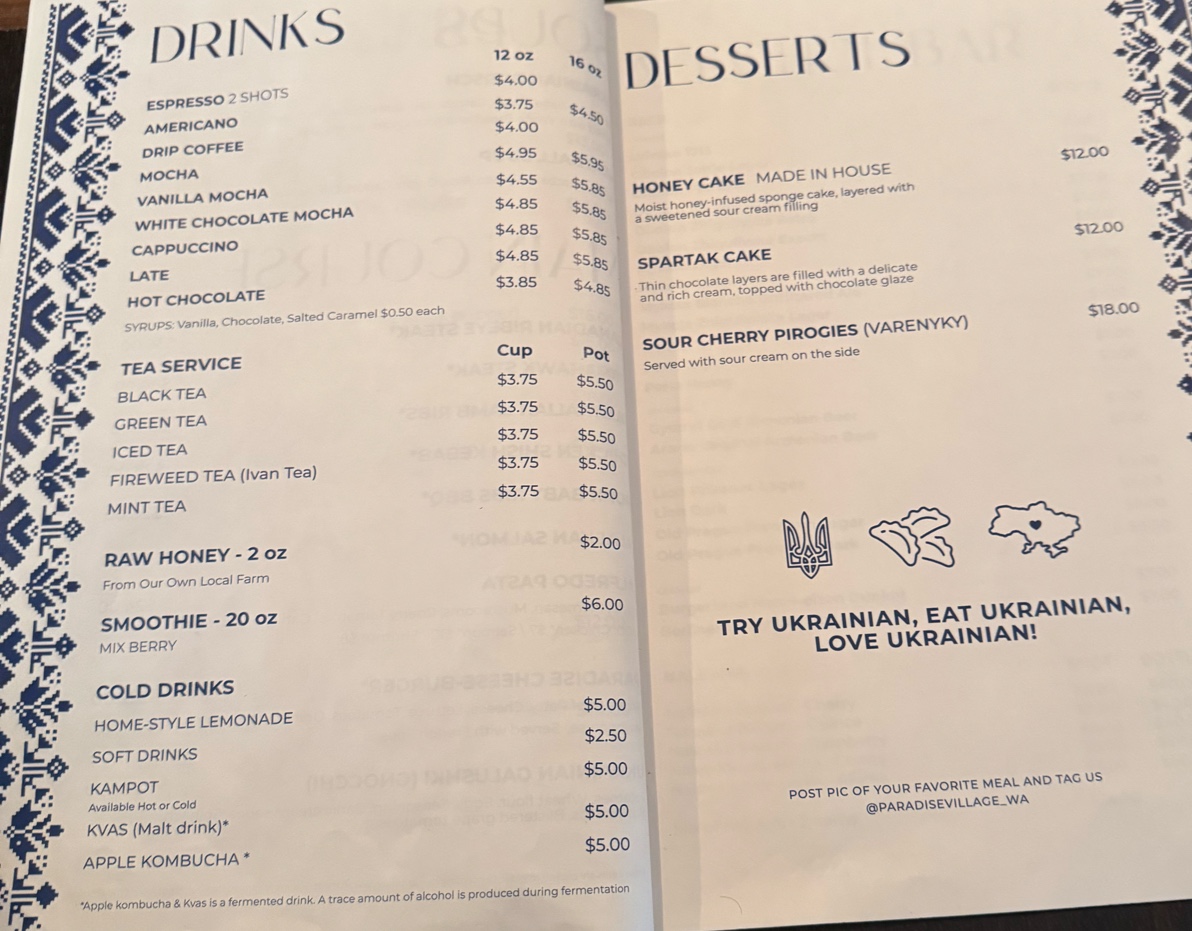 DRINKS
12 oz 16 oz
ESPRESSO 2 SHOTS $4.00
AMERICANO $3.75 $4.50
DRIP COFFEE $4.00
MOCHA $4.95 $5.95
VANILLA MOCHA $4.55 $5.85
WHITE CHOCOLATE MOCHA $4.85 $5.85
CAPPUCCINO $4.85 $5.85
LATE $4.85 $5.85
HOT CHOCOLATE $3.85 $4.85
SYRUPS: Vanilla, Chocolate, Salted Caramel $0.50 each
TEA SERVICE Cup Pot
BLACK TEA $3.75 $5.50
GREEN TEA $3.75 $5.50
ICED TEA $3.75 $5.50
FIREWEED TEA (Ivan Tea) $3.75 $5.50
MINT TEA $3.75 $5.50
RAW HONEY - 2 oz $2.00
From Our Own Local Farm
SMOOTHIE - 20 oz $6.00
MIX BERRY
COLD DRINKS
HOME-STYLE LEMONADE $5.00
SOFT DRINKS $2.50
KAMPOT $5.00
Available Hot or Cold
KVAS (Malt drink)* $5.00
APPLE KOMBUCHA * $5.00
*Apple kombucha & Kvas is a fermented drink. A trace amount of alcohol is produced during fermentation
DESSERTS
HONEY CAKE MADE IN HOUSE $12.00
Moist honey-infused sponge cake, layered with
a sweetened sour cream filling
SPARTAK CAKE $12.00
Thin chocolate layers are filled with a delicate
and rich cream, topped with chocolate glaze
SOUR CHERRY PIROGIES (VARENYKY) $18.00
Served with sour cream on the side
TRY UKRAINIAN, EAT UKRAINIAN,
LOVE UKRAINIAN!
POST PIC OF YOUR FAVORITE MEAL AND TAG US
@PARADISEVILLAGE_WA